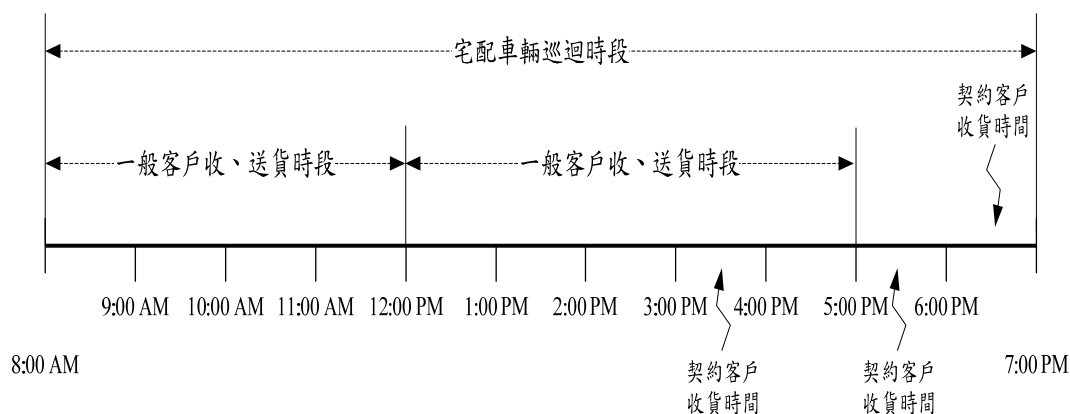 宅配車輛巡迴時段
契約客戶
收貨時間
一般客戶收、送貨時段
一般客戶收、送貨時段
9:00 AM
10:00 AM
11:00 AM
12:00 PM
1:00 PM
2:00 PM
3:00 PM
4:00 PM
5:00 PM
6:00 PM
8:00 AM
7:00 PM
契約客戶
收貨時間
契約客戶
收貨時間